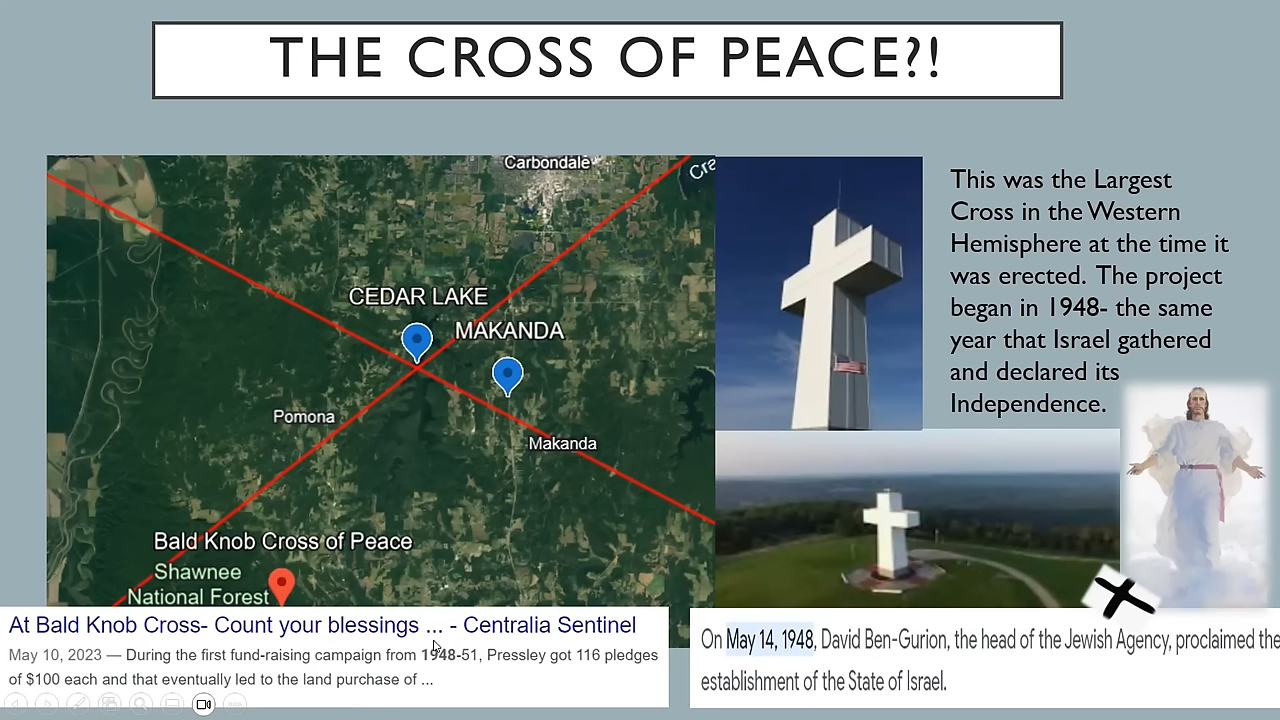 THE CROSS OF PEACE?!
Carbondale
Cra
CEDAR LAKE
MAKANDA
Pomona
Makanda
Bald Knob Cross of Peace
Shawnee
National Forest
This was the Largest
Cross in the Western
Hemisphere at the time it
was erected. The project
began in 1948- the same
year that Israel gathered
and declared its
Independence.
At Bald Knob Cross- Count your blessings ... - Centralia Sentinel
May 10, 2023 — During the first fund-raising campaign from 1948-51, Pressley got 116 pledges
of $100 each and that eventually led to the land purchase of ...
On May 14, 1948, David Ben-Gurion, the head of the Jewish Agency, proclaimed the
establishment of the State of Israel.